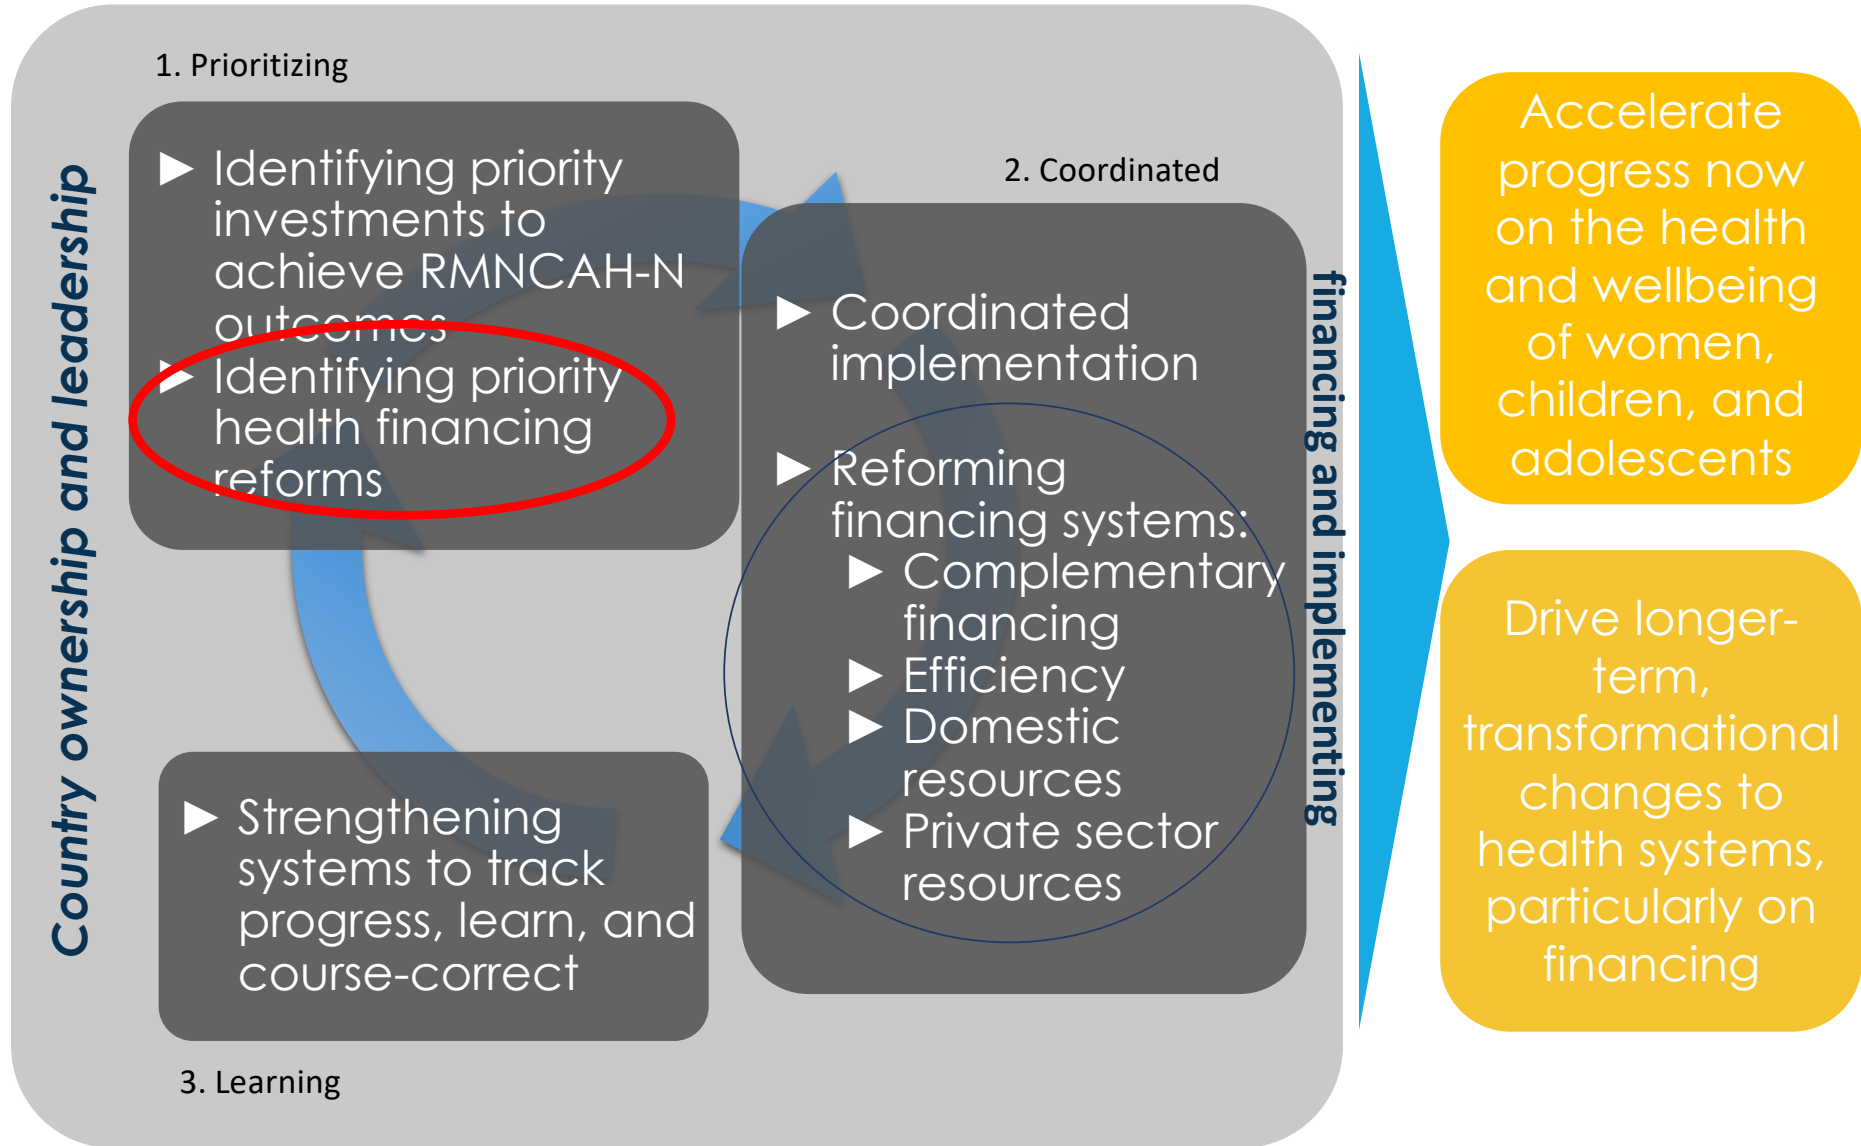 Country ownership and leadership
1. Prioritizing
► Identifying priority
investments to
achieve RMNCAH-N
outcomes
► Identifying priority
health financing
reforms
2. Coordinated
► Coordinated
implementation
► Reforming
financing systems:
► Complementary
financing
► Efficiency
► Domestic
resources
► Private sector
resources
financing and implementing
► Strengthening
systems to track
progress, learn, and
course-correct
3. Learning
Accelerate
progress now
on the health
and wellbeing
of women,
children, and
adolescents
Drive longer-
term,
transformational
changes to
health systems,
particularly on
financing